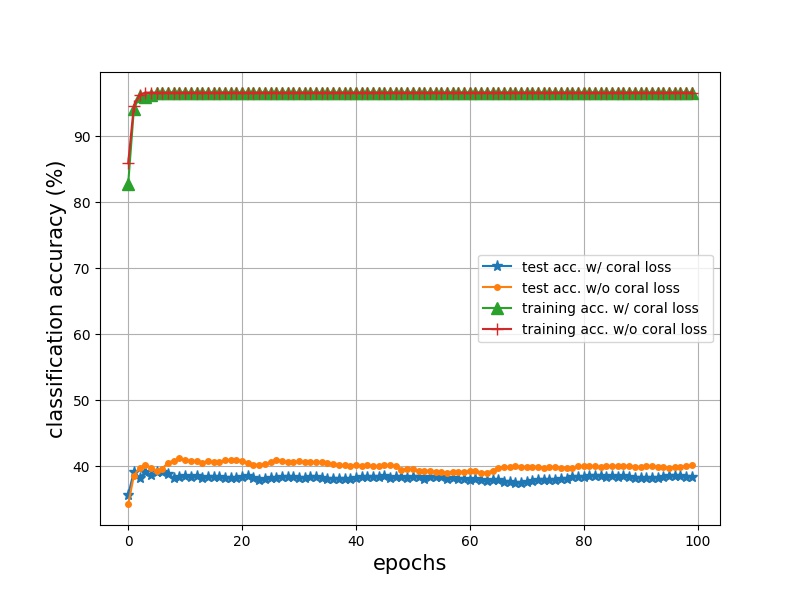 90
80
70
60
50
40
0
20
40
60
80
100
epochs
classification accuracy (%)
test acc. w/ coral loss
test acc. w/o coral loss
training acc. w/ coral loss
training acc. w/o coral loss